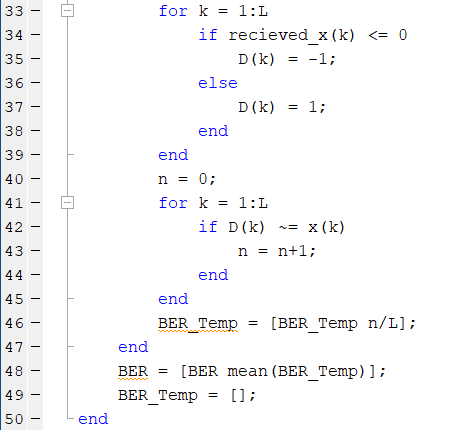 33 –             for k = 1:L
34 –                 if recieved_x(k) <= 0
35 –                     D(k) = -1;
36 –                 else
37 –                     D(k) = 1;
38 –                 end
39 –             end
40 –             n = 0;
41 –             for k = 1:L
42 –                 if D(k) ~= x(k)
43 –                     n = n+1;
44 –                 end
45 –             end
46 –             BER_Temp = [BER_Temp n/L];
47 –         end
48 –         BER = [BER mean(BER_Temp)];
49 –         BER_Temp = [];
50 –     end